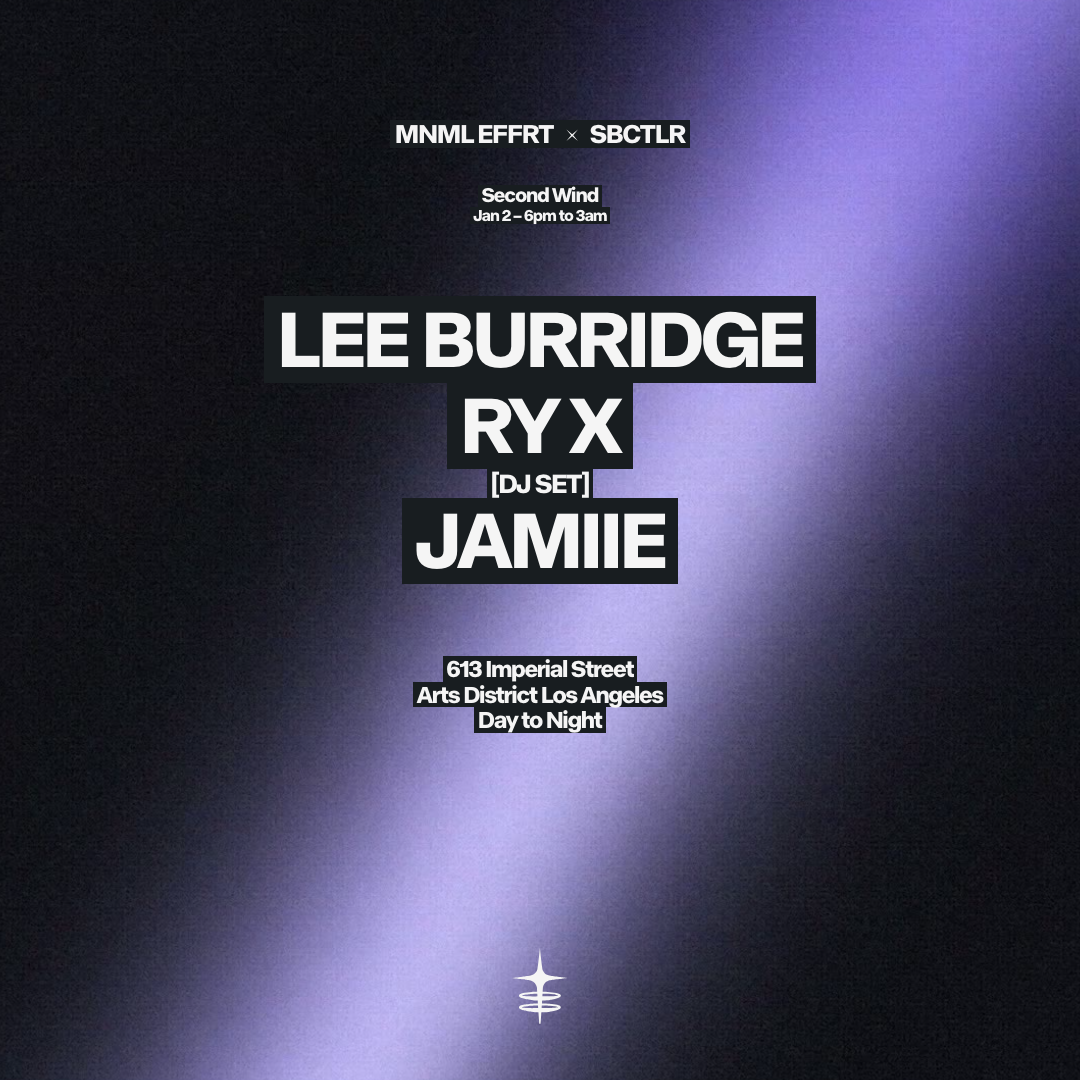 MNML EFFRT × SBCTLR
Second Wind
Jan 2 – 6pm to 3am
LEE BURRIDGE
RY X
[DJ SET]
JAMIIE
613 Imperial Street
Arts District Los Angeles
Day to Night